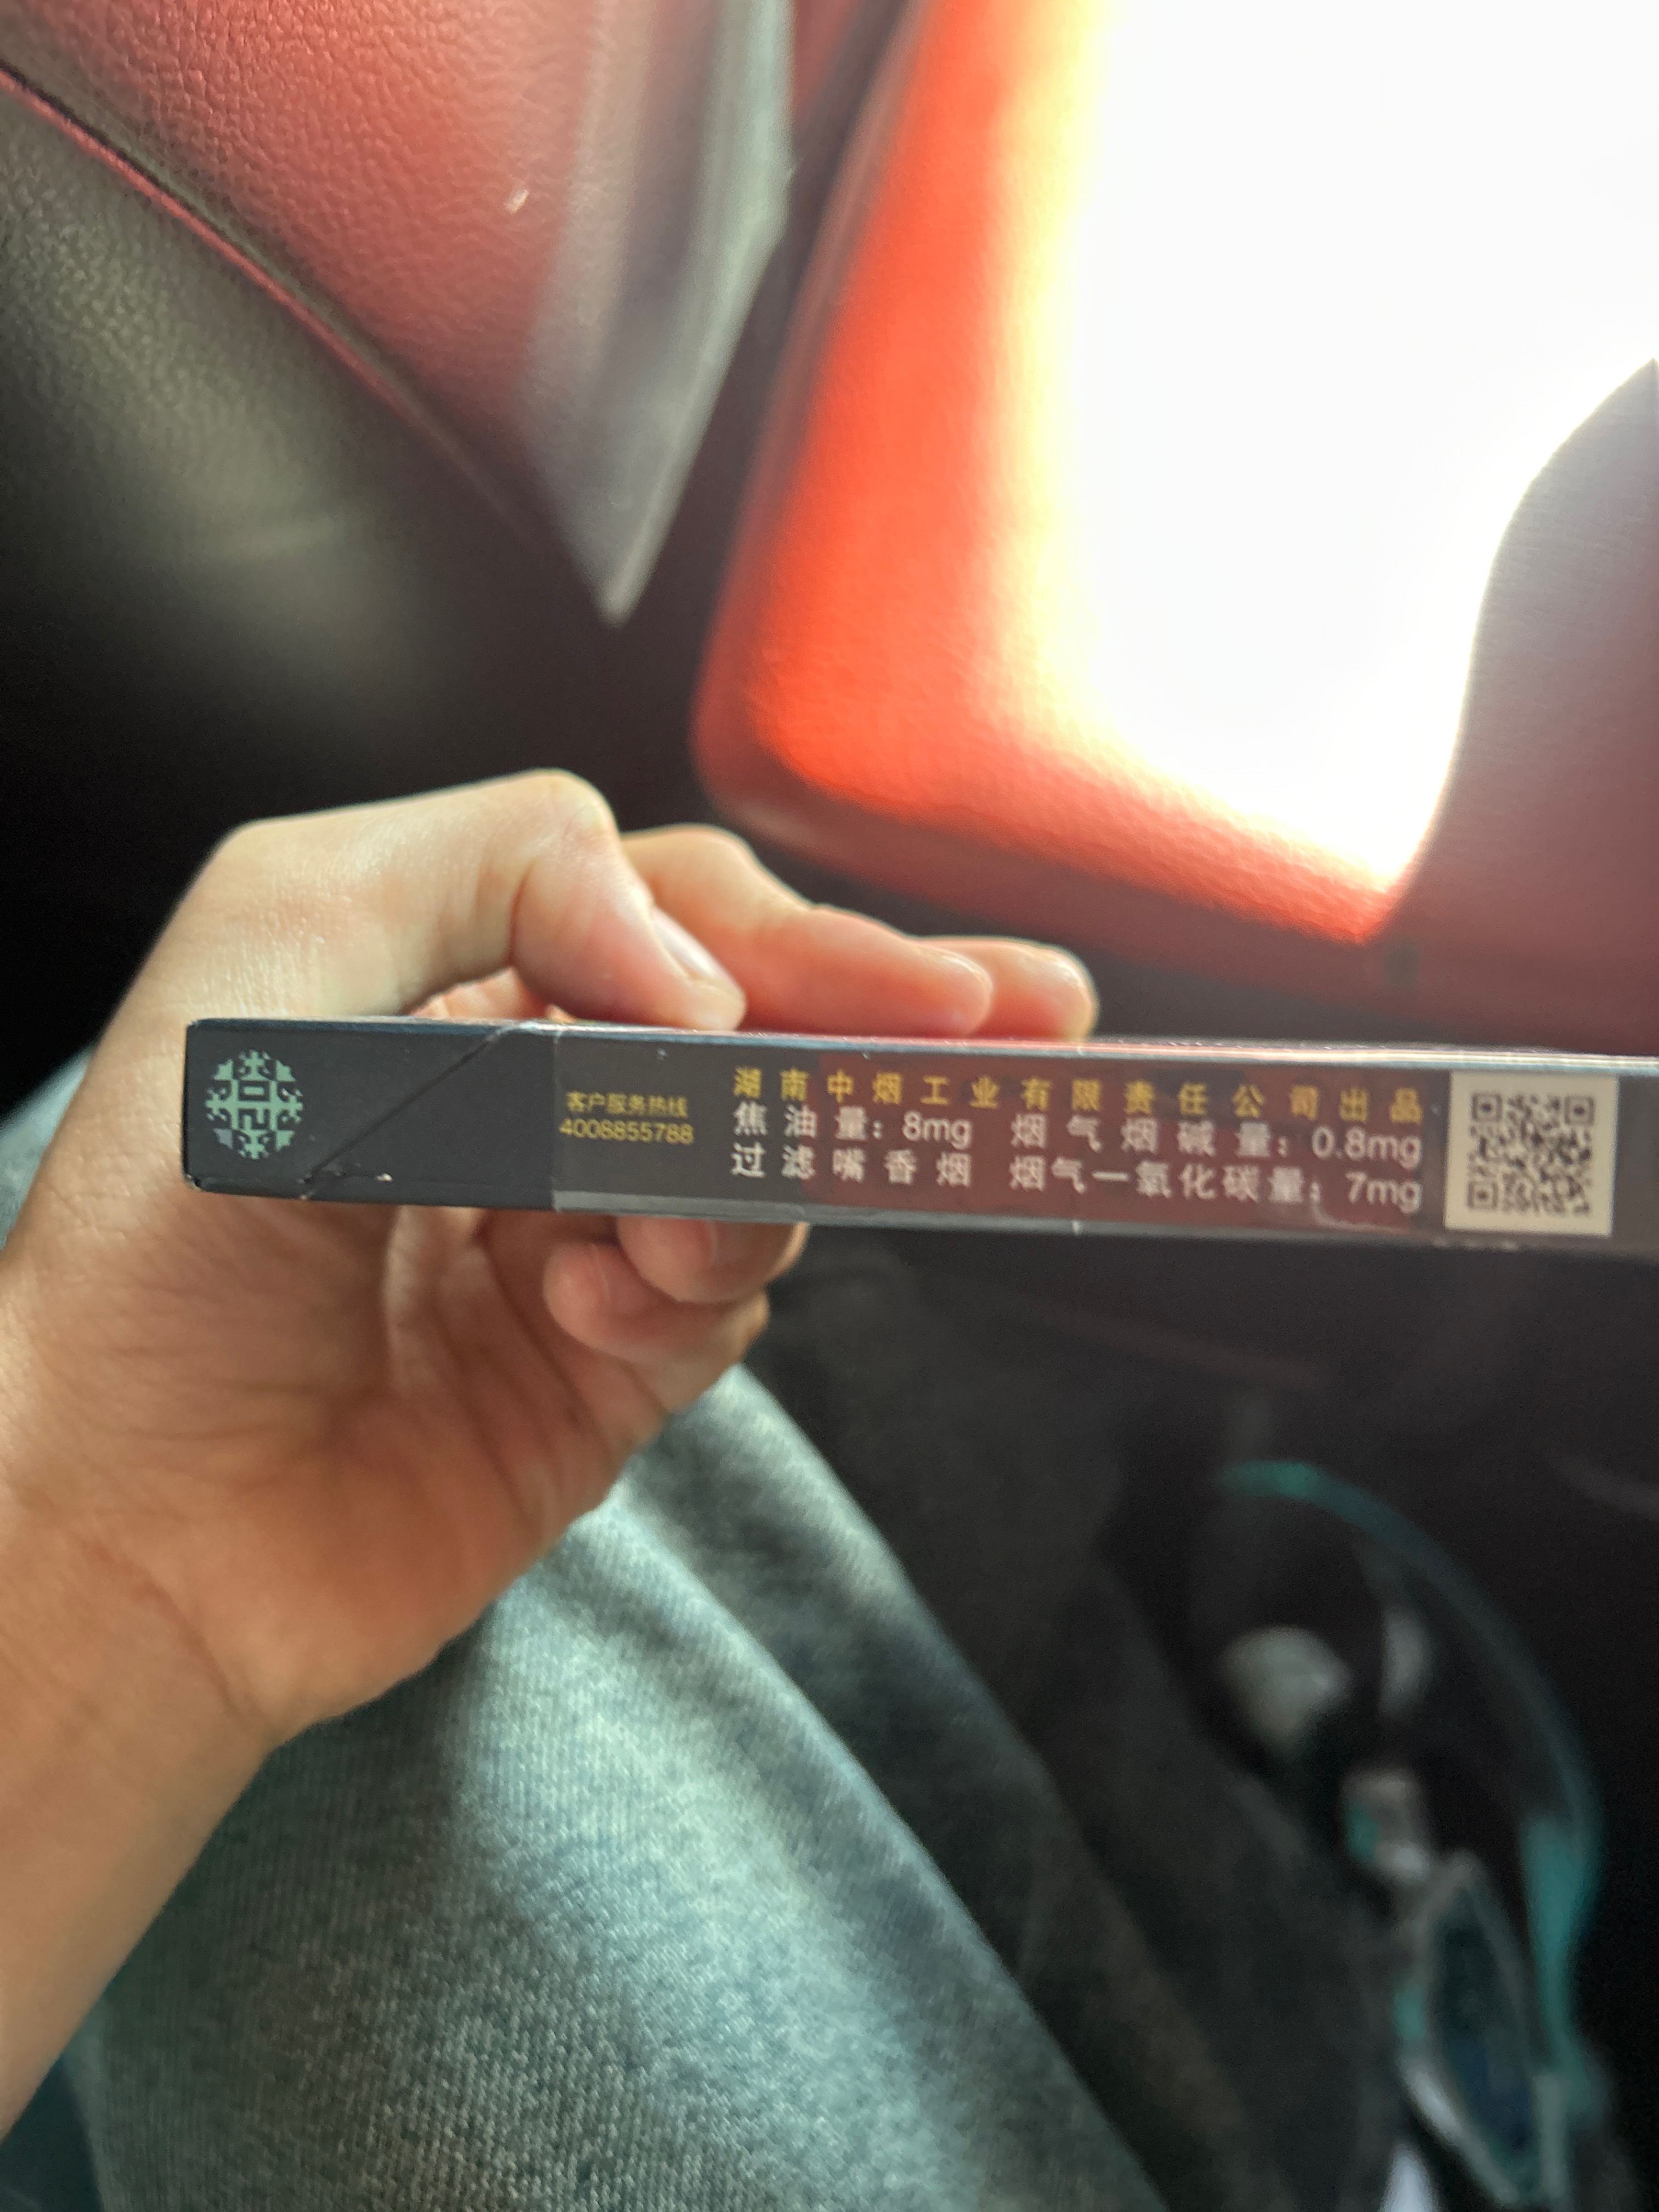 客户服务热线
4008855788
湖南中烟工业有限责任公司出品
焦油量：8mg 烟气烟碱量：0.8mg
过滤嘴香烟 烟气一氧化碳量：7mg